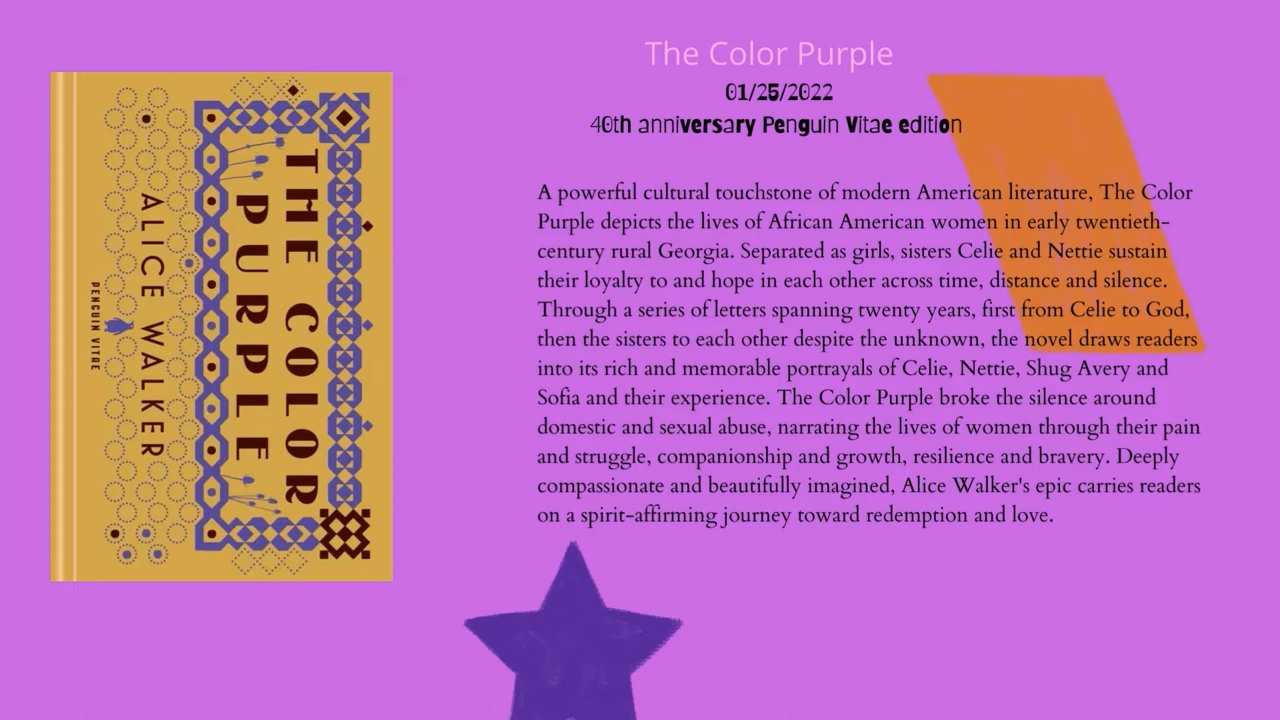 THE COLOR
PURPLE
ALICE WALKER
PENGUIN VITAE
The Color Purple
01/25/2022
40th anniversary Penguin Vitae edition
A powerful cultural touchstone of modern American literature, The Color
Purple depicts the lives of African American women in early twentieth-
century rural Georgia. Separated as girls, sisters Celie and Nettie sustain
their loyalty to and hope in each other across time, distance and silence.
Through a series of letters spanning twenty years, first from Celie to God,
then the sisters to each other despite the unknown, the novel draws readers
into its rich and memorable portrayals of Celie, Nettie, Shug Avery and
Sofia and their experience. The Color Purple broke the silence around
domestic and sexual abuse, narrating the lives of women through their pain
and struggle, companionship and growth, resilience and bravery. Deeply
compassionate and beautifully imagined, Alice Walker's epic carries readers
on a spirit-affirming journey toward redemption and love.